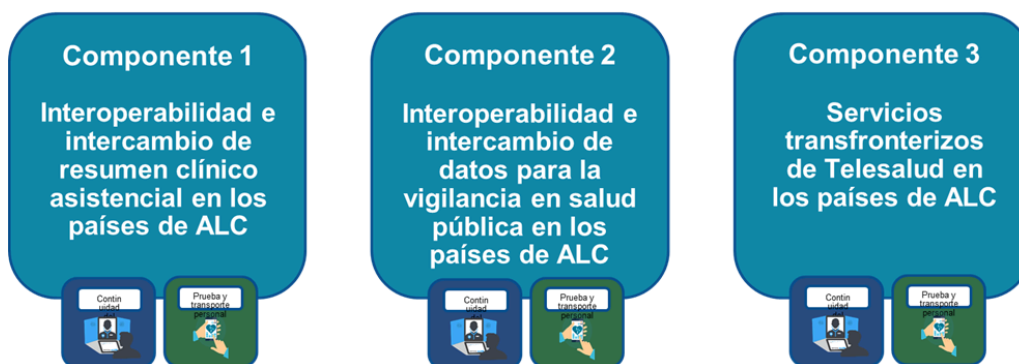 Componente 1
Interoperabilidad e
intercambio de
resumen clínico
asistencial en los
países de ALC
Contin
uidad
Prueba y
transporte
personal
Componente 2
Interoperabilidad e
intercambio de
datos para la
vigilancia en salud
pública en los
países de ALC
Contin
uidad
Prueba y
transporte
personal
Componente 3
Servicios
transfronterizos
de Telesalud en
los países de ALC
Contin
uidad
Prueba y
transporte
personal